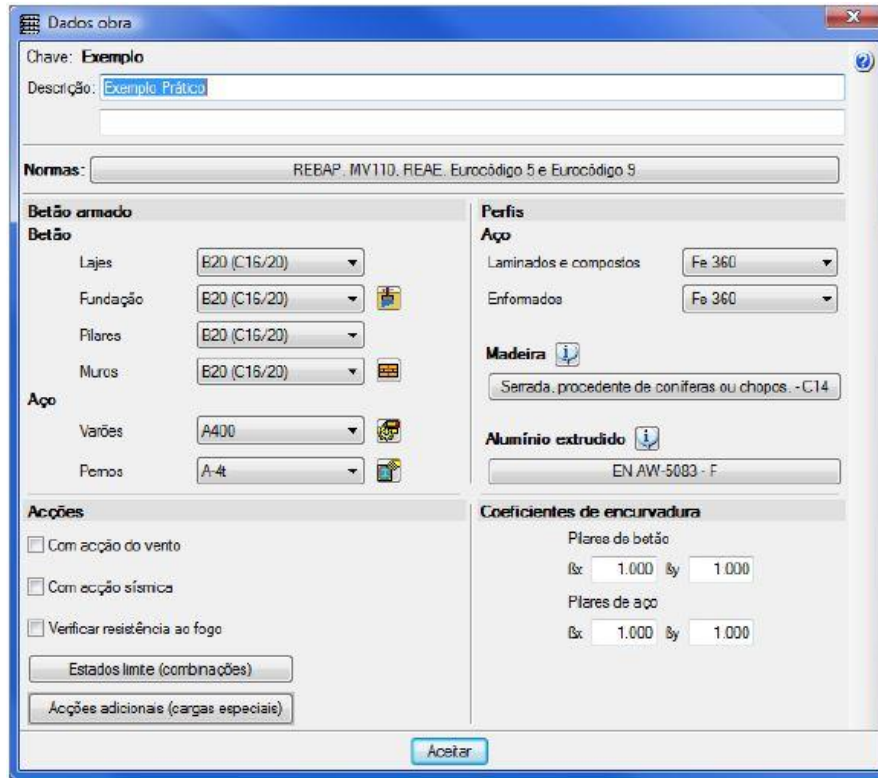 Dados obra
Chave: Exemplo
Descrição: Exemplo Prático
Normas: REBAP, MV110, REAE, Eurocódigo 5 e Eurocódigo 9
Betão armado
Betão
Lajes B20 (C16/20)
Fundação B20 (C16/20)
Pilares B20 (C16/20)
Muros B20 (C16/20)
Aço
Varões A400
Pernos A-4t
Perfis
Aço
Laminados e compostos Fe 360
Enformados Fe 360
Madeira
Serrada, procedente de coníferas ou chopos. - C14
Alumínio extrudido
EN AW-5083 - F
Acções
Com acção do vento
Com acção sísmica
Verificar resistência ao fogo
Estados limite (combinações)
Acções adicionais (cargas especiais)
Coeficientes de encurvadura
Pilares de betão
ßx 1.000 ßy 1.000
Pilares de aço
ßx 1.000 ßy 1.000
Aceitar